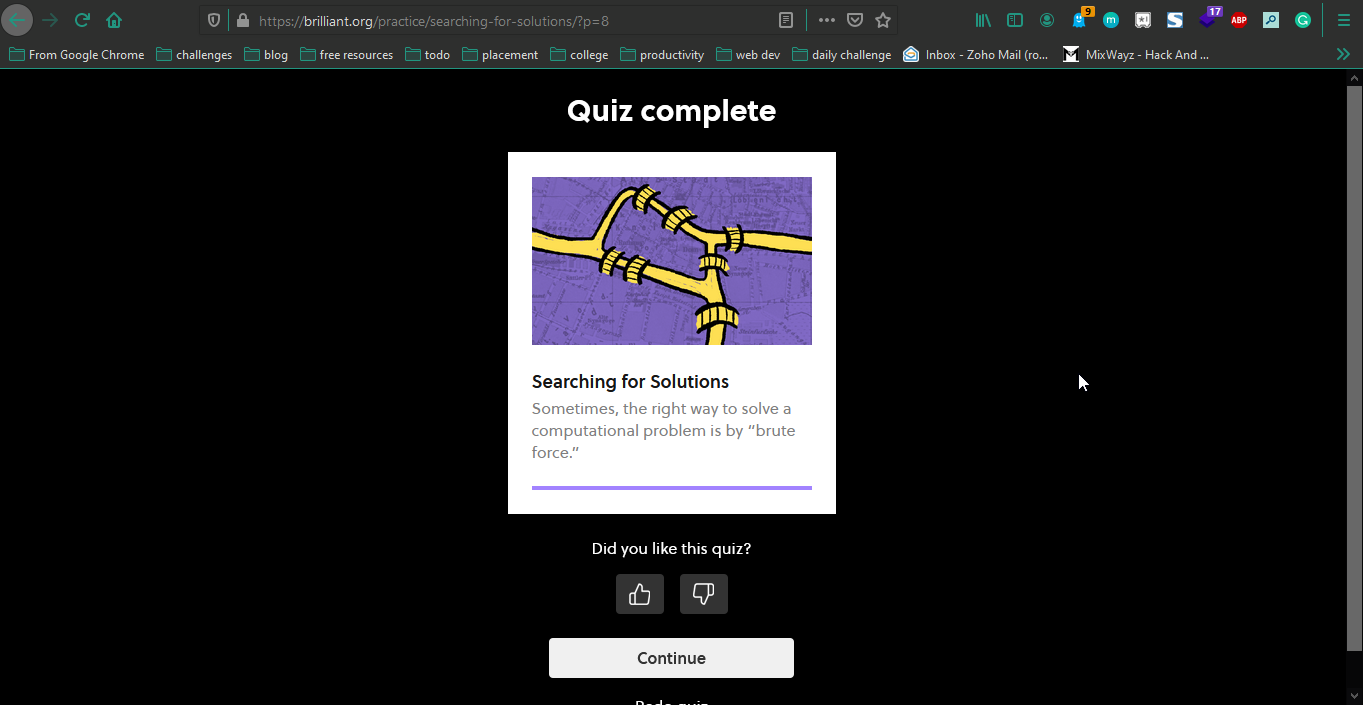 https://brilliant.org/practice/searching-for-solutions/?p=8
9
m
17
ABP
From Google Chrome challenges blog free resources todo placement college productivity web dev daily challenge Inbox - Zoho Mail (ro... MixWayz - Hack And ...
Quiz complete
Searching for Solutions
Sometimes, the right way to solve a
computational problem is by “brute
force.”
Did you like this quiz?
Continue
Redo quiz